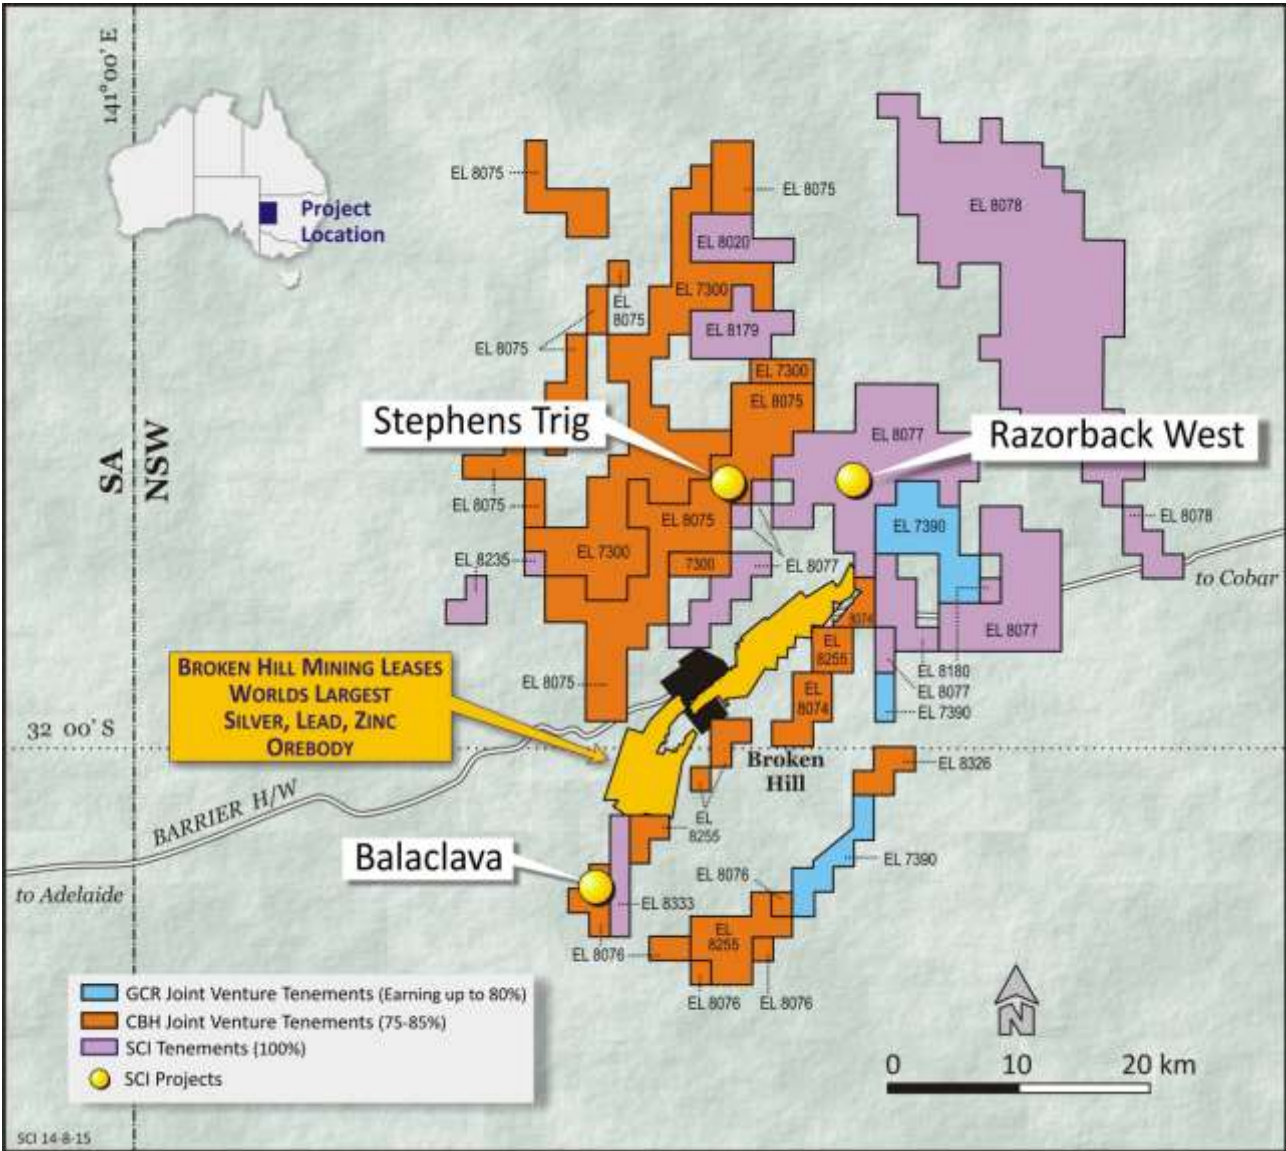 141°00' E
Project
Location
SA
NSW
EL 8075
EL 8075
EL 8078
EL 8020
EL 7300
EL
8075
EL 8179
EL 8075
EL 7300
EL 8075
Stephens Trig
EL 8077
Razorback West
EL 8075
EL 8075
EL 7390
EL 8078
EL 7300
EL 8235
7300
EL 8077
to Cobar
8074
EL
8255
EL 8077
BROKEN HILL MINING LEASES
WORLDS LARGEST
SILVER, LEAD, ZINC
OREBODY
EL 8075
EL
8074
EL 8180
EL 8077
EL 7390
32 00' S
Broken
Hill
EL 8326
BARRIER H/W
EL
8255
Balaclava
EL 7390
EL 8076
to Adelaide
EL 8333
EL
8255
EL 8076
EL 8076
EL 8076
GCR Joint Venture Tenements (Earning up to 80%)
CBH Joint Venture Tenements (75-85%)
SCI Tenements (100%)
SCI Projects
N
0 10 20 km
SCI 14-8-15